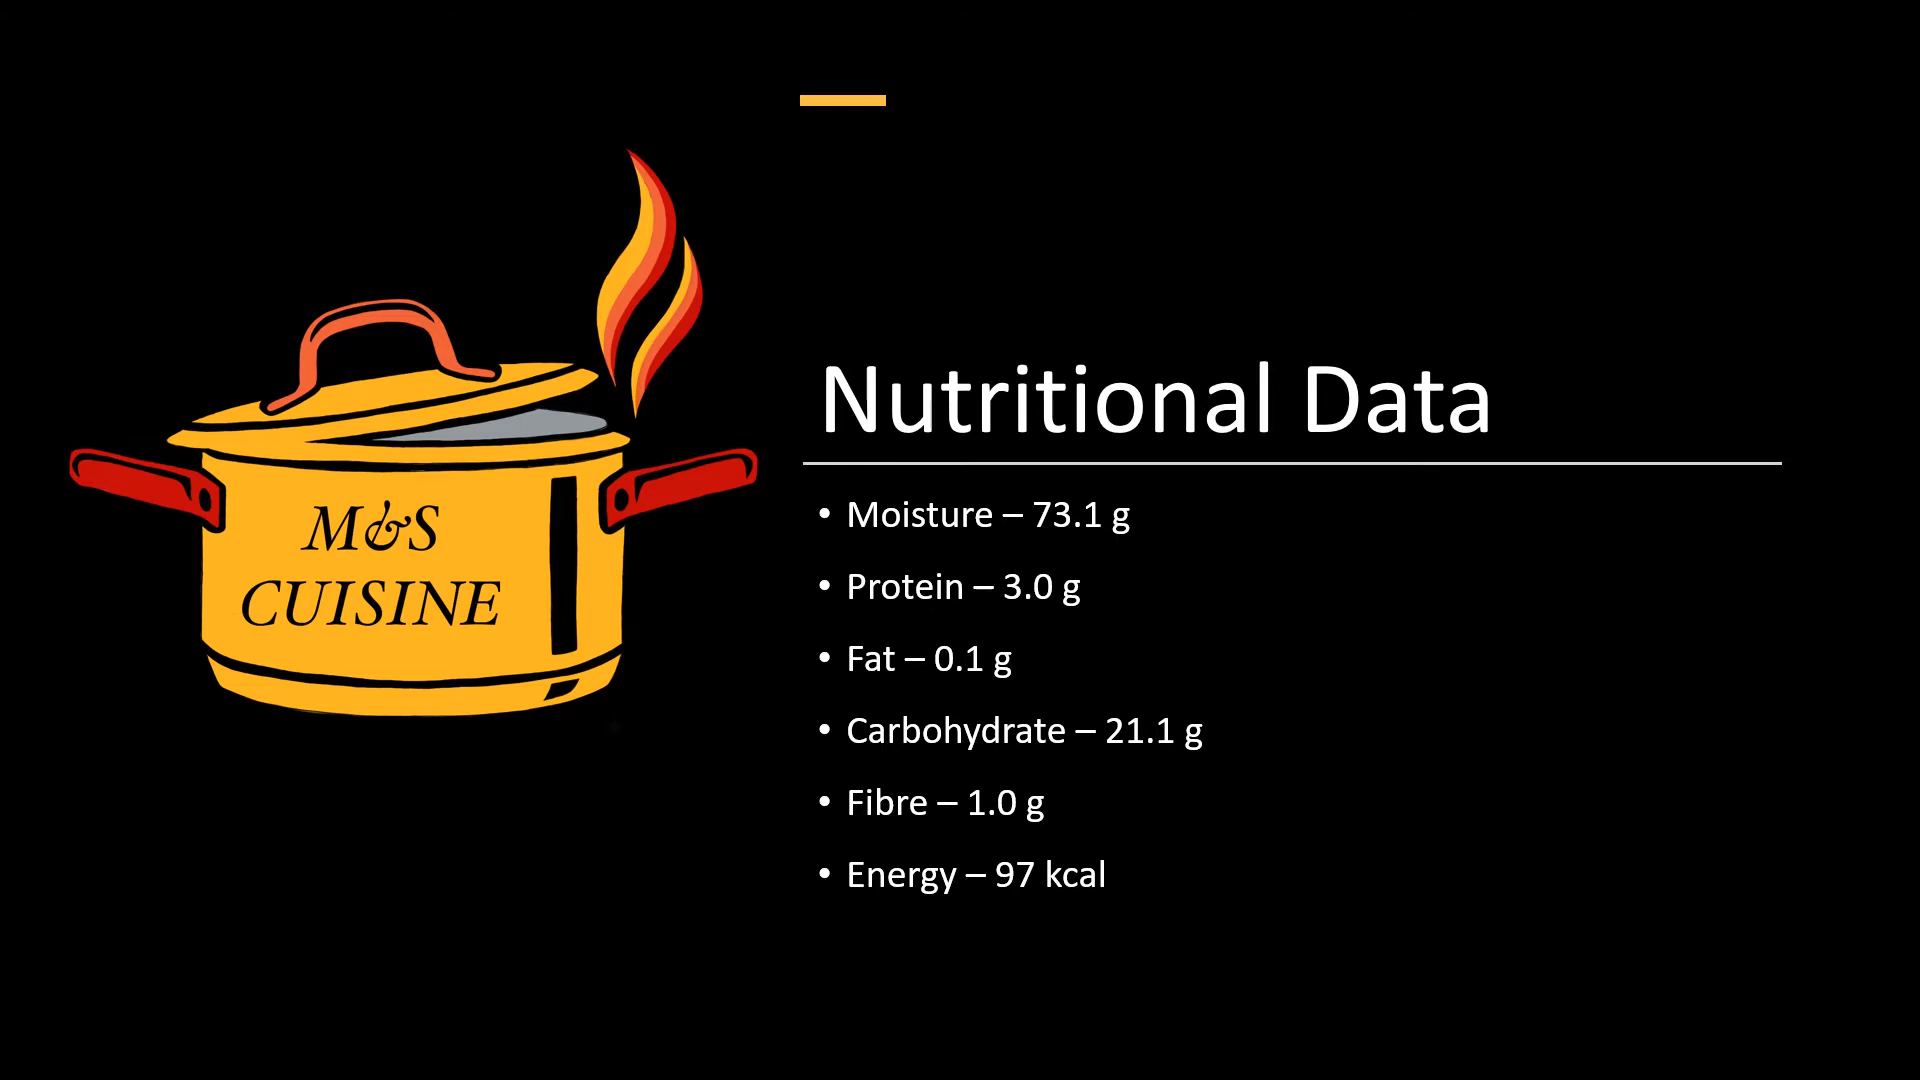 M&S
CUISINE
Nutritional Data
• Moisture – 73.1 g
• Protein – 3.0 g
• Fat – 0.1 g
• Carbohydrate – 21.1 g
• Fibre – 1.0 g
• Energy – 97 kcal